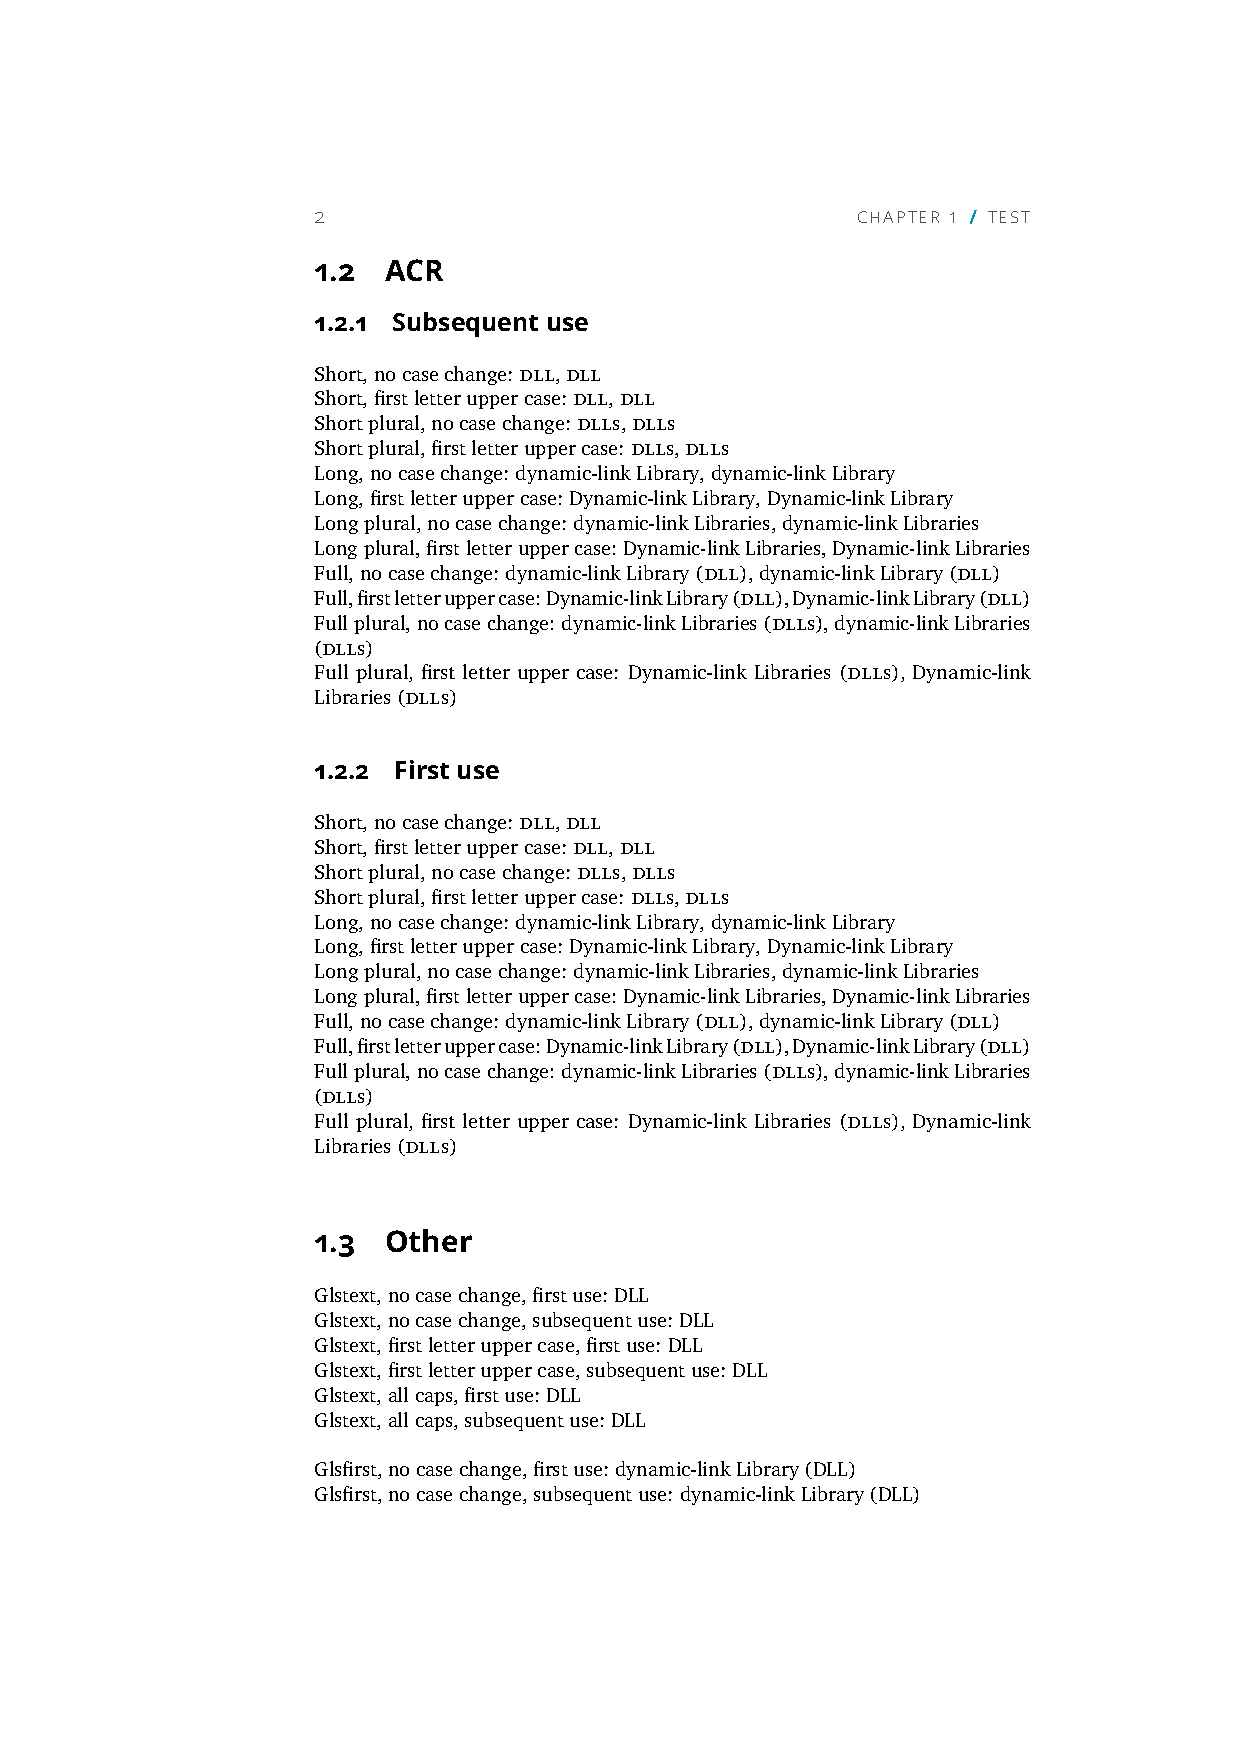 2 CHAPTER 1 / TEST
1.2 ACR
1.2.1 Subsequent use
Short, no case change: DLL, DLL
Short, first letter upper case: DLL, DLL
Short plural, no case change: DLLs, DLLs
Short plural, first letter upper case: DLLs, DLLs
Long, no case change: dynamic-link Library, dynamic-link Library
Long, first letter upper case: Dynamic-link Library, Dynamic-link Library
Long plural, no case change: dynamic-link Libraries, dynamic-link Libraries
Long plural, first letter upper case: Dynamic-link Libraries, Dynamic-link Libraries
Full, no case change: dynamic-link Library (DLL), dynamic-link Library (DLL)
Full, first letter upper case: Dynamic-link Library (DLL), Dynamic-link Library (DLL)
Full plural, no case change: dynamic-link Libraries (DLLs), dynamic-link Libraries
(DLLs)
Full plural, first letter upper case: Dynamic-link Libraries (DLLs), Dynamic-link
Libraries (DLLs)
1.2.2 First use
Short, no case change: DLL, DLL
Short, first letter upper case: DLL, DLL
Short plural, no case change: DLLs, DLLs
Short plural, first letter upper case: DLLs, DLLs
Long, no case change: dynamic-link Library, dynamic-link Library
Long, first letter upper case: Dynamic-link Library, Dynamic-link Library
Long plural, no case change: dynamic-link Libraries, dynamic-link Libraries
Long plural, first letter upper case: Dynamic-link Libraries, Dynamic-link Libraries
Full, no case change: dynamic-link Library (DLL), dynamic-link Library (DLL)
Full, first letter upper case: Dynamic-link Library (DLL), Dynamic-link Library (DLL)
Full plural, no case change: dynamic-link Libraries (DLLs), dynamic-link Libraries
(DLLs)
Full plural, first letter upper case: Dynamic-link Libraries (DLLs), Dynamic-link
Libraries (DLLs)
1.3 Other
Glstext, no case change, first use: DLL
Glstext, no case change, subsequent use: DLL
Glstext, first letter upper case, first use: DLL
Glstext, first letter upper case, subsequent use: DLL
Glstext, all caps, first use: DLL
Glstext, all caps, subsequent use: DLL
Glsfirst, no case change, first use: dynamic-link Library (DLL)
Glsfirst, no case change, subsequent use: dynamic-link Library (DLL)